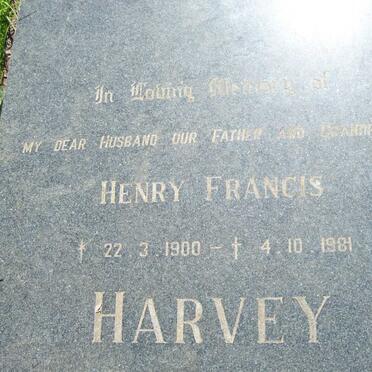 In Loving Memory of
MY DEAR HUSBAND OUR FATHER AND
HENRY FRANCIS
† 22.3.1900 – † 4.10.1981
HARVEY